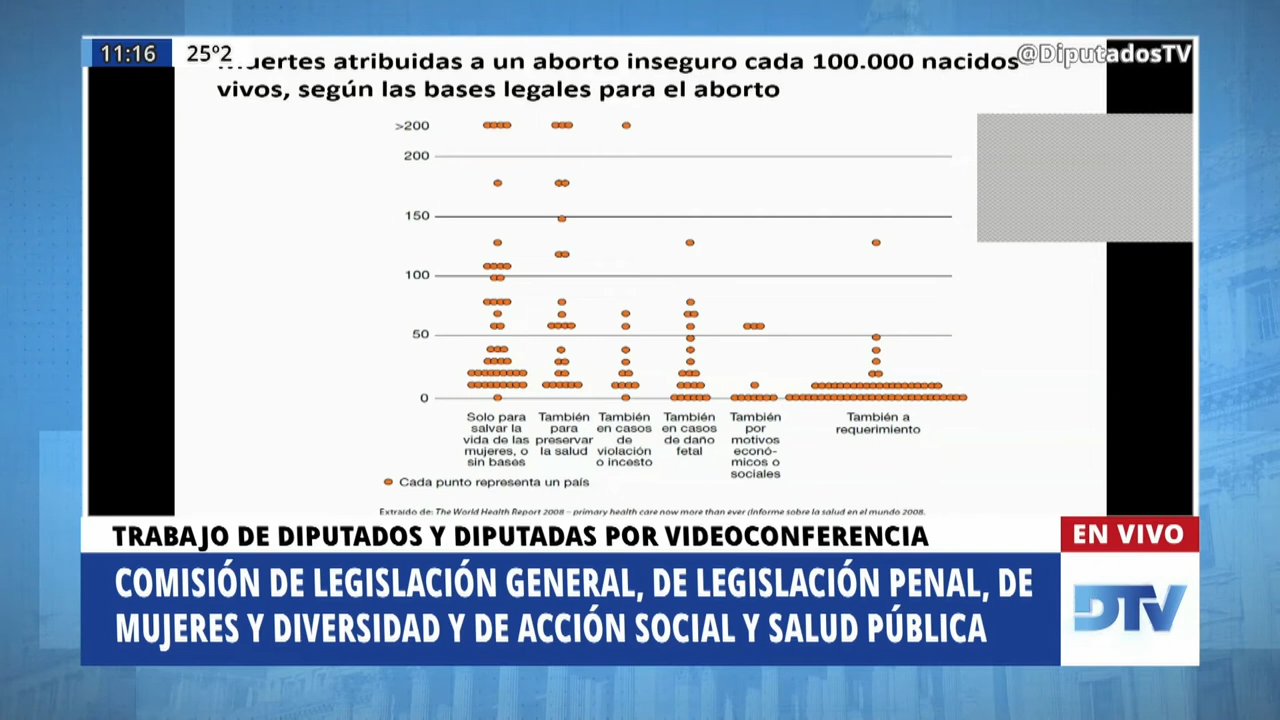 11:16
25°2
@DiputadosTV
Muertes atribuidas a un aborto inseguro cada 100.000 nacidos
vivos, según las bases legales para el aborto
>200
200
150
100
50
0
Solo para
salvar la
vida de las
mujeres, o
sin bases
También
para
preservar
la salud
También
en casos
de
violación
o incesto
También
en casos
de daño
fetal
También
por
motivos
econó-
micos o
sociales
También a
requerimiento
Cada punto representa un país
Extraído de: The World Health Report 2008 – primary health care now more than ever (Informe sobre la salud en el mundo 2008.
TRABAJO DE DIPUTADOS Y DIPUTADAS POR VIDEOCONFERENCIA
EN VIVO
COMISIÓN DE LEGISLACIÓN GENERAL, DE LEGISLACIÓN PENAL, DE
MUJERES Y DIVERSIDAD Y DE ACCIÓN SOCIAL Y SALUD PÚBLICA
DTV